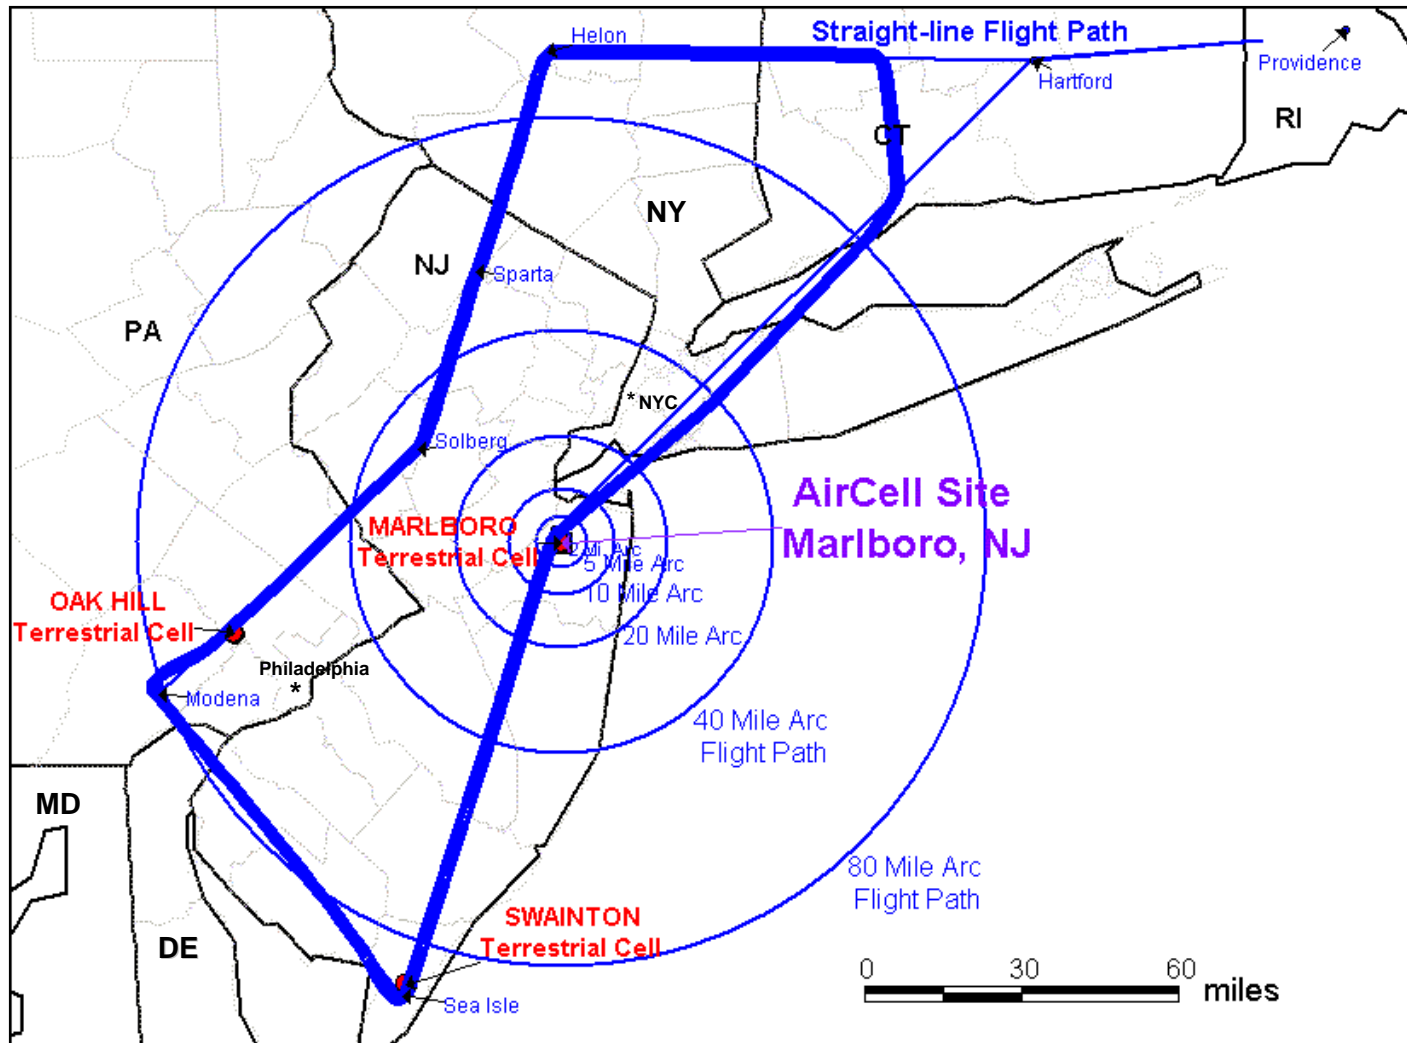 Helon
Straight-line Flight Path
Providence
Hartford
RI
CT
NY
NJ
Sparta
PA
* NYC
Solberg
AirCell Site
Marlboro, NJ
MARLBORO
Terrestrial Cell
2 Mi. Arc
5 Mile Arc
10 Mile Arc
20 Mile Arc
OAK HILL
Terrestrial Cell
Philadelphia
*
Modena
40 Mile Arc
Flight Path
MD
80 Mile Arc
Flight Path
SWAINTON
Terrestrial Cell
DE
Sea Isle
0 30 60
miles